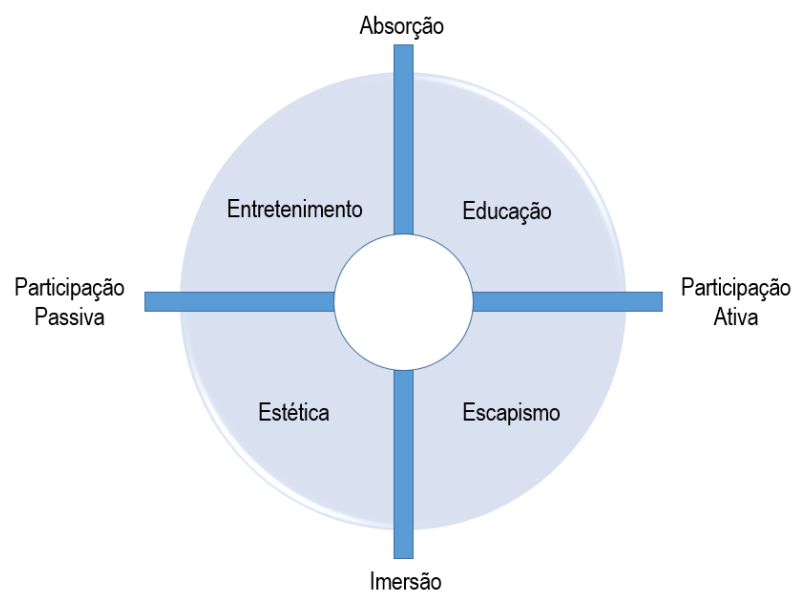 Absorção
Entretenimento
Educação
Participação
Passiva
Participação
Ativa
Estética
Escapismo
Imersão